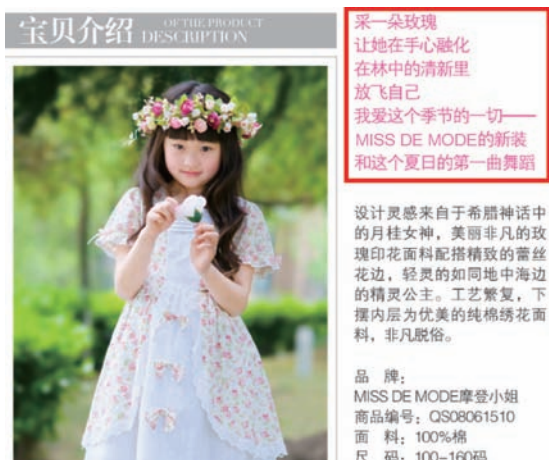 宝贝介绍 OF THE PRODUCT
DESCRIPTION
采一朵玫瑰
让她在手心融化
在林中的清新里
放飞自己
我爱这个季节的一切——
MISS DE MODE的新装
和这个夏日的第一曲舞蹈
设计灵感来自于希腊神话中
的月桂女神，美丽非凡的玫
瑰印花面料配搭精致的蕾丝
花边，轻灵的如同地中海边
的精灵公主。工艺繁复，下
摆内层为优美的纯棉绣花面
料，非凡脱俗。
品 牌：
MISS DE MODE摩登小姐
商品编号：QS08061510
面 料：100%棉
尺 码：100-160码